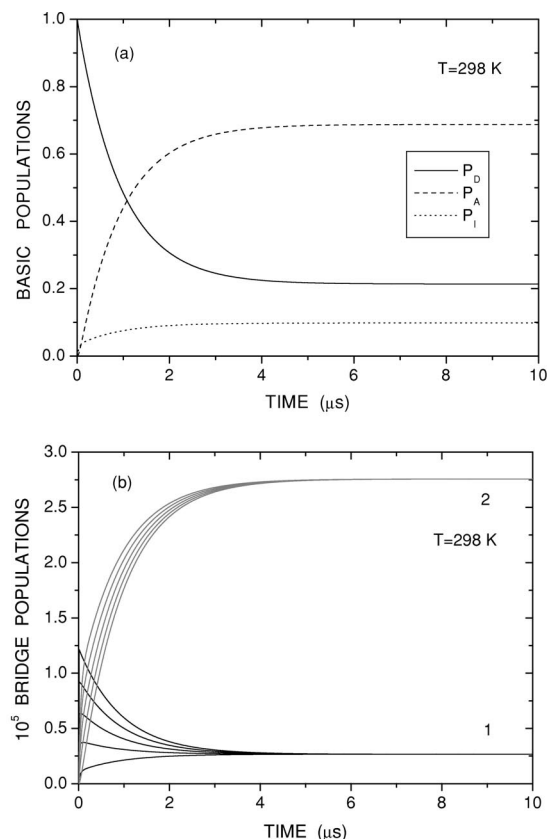 1.0
0.8
0.6
0.4
0.2
0.0
BASIC POPULATIONS
(a)
T=298 K
P_D
P_A
P_I
0 2 4 6 8 10
TIME (μs)
3.0
2.5
2.0
1.5
1.0
0.5
0.0
10^5 BRIDGE POPULATIONS
(b)
2
T=298 K
1
0 2 4 6 8 10
TIME (μs)